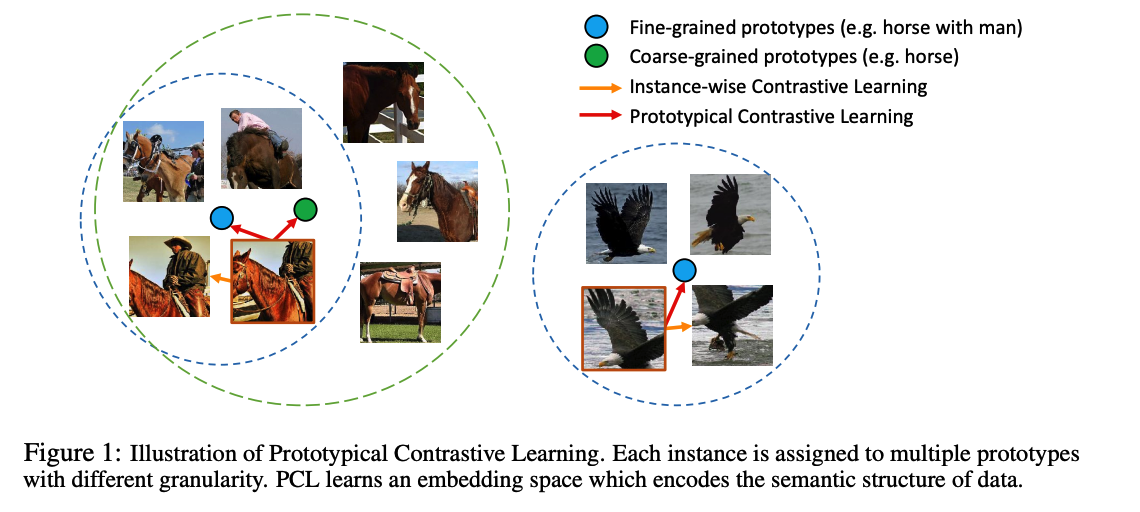 Fine-grained prototypes (e.g. horse with man)
Coarse-grained prototypes (e.g. horse)
Instance-wise Contrastive Learning
Prototypical Contrastive Learning
Figure 1: Illustration of Prototypical Contrastive Learning. Each instance is assigned to multiple prototypes
with different granularity. PCL learns an embedding space which encodes the semantic structure of data.